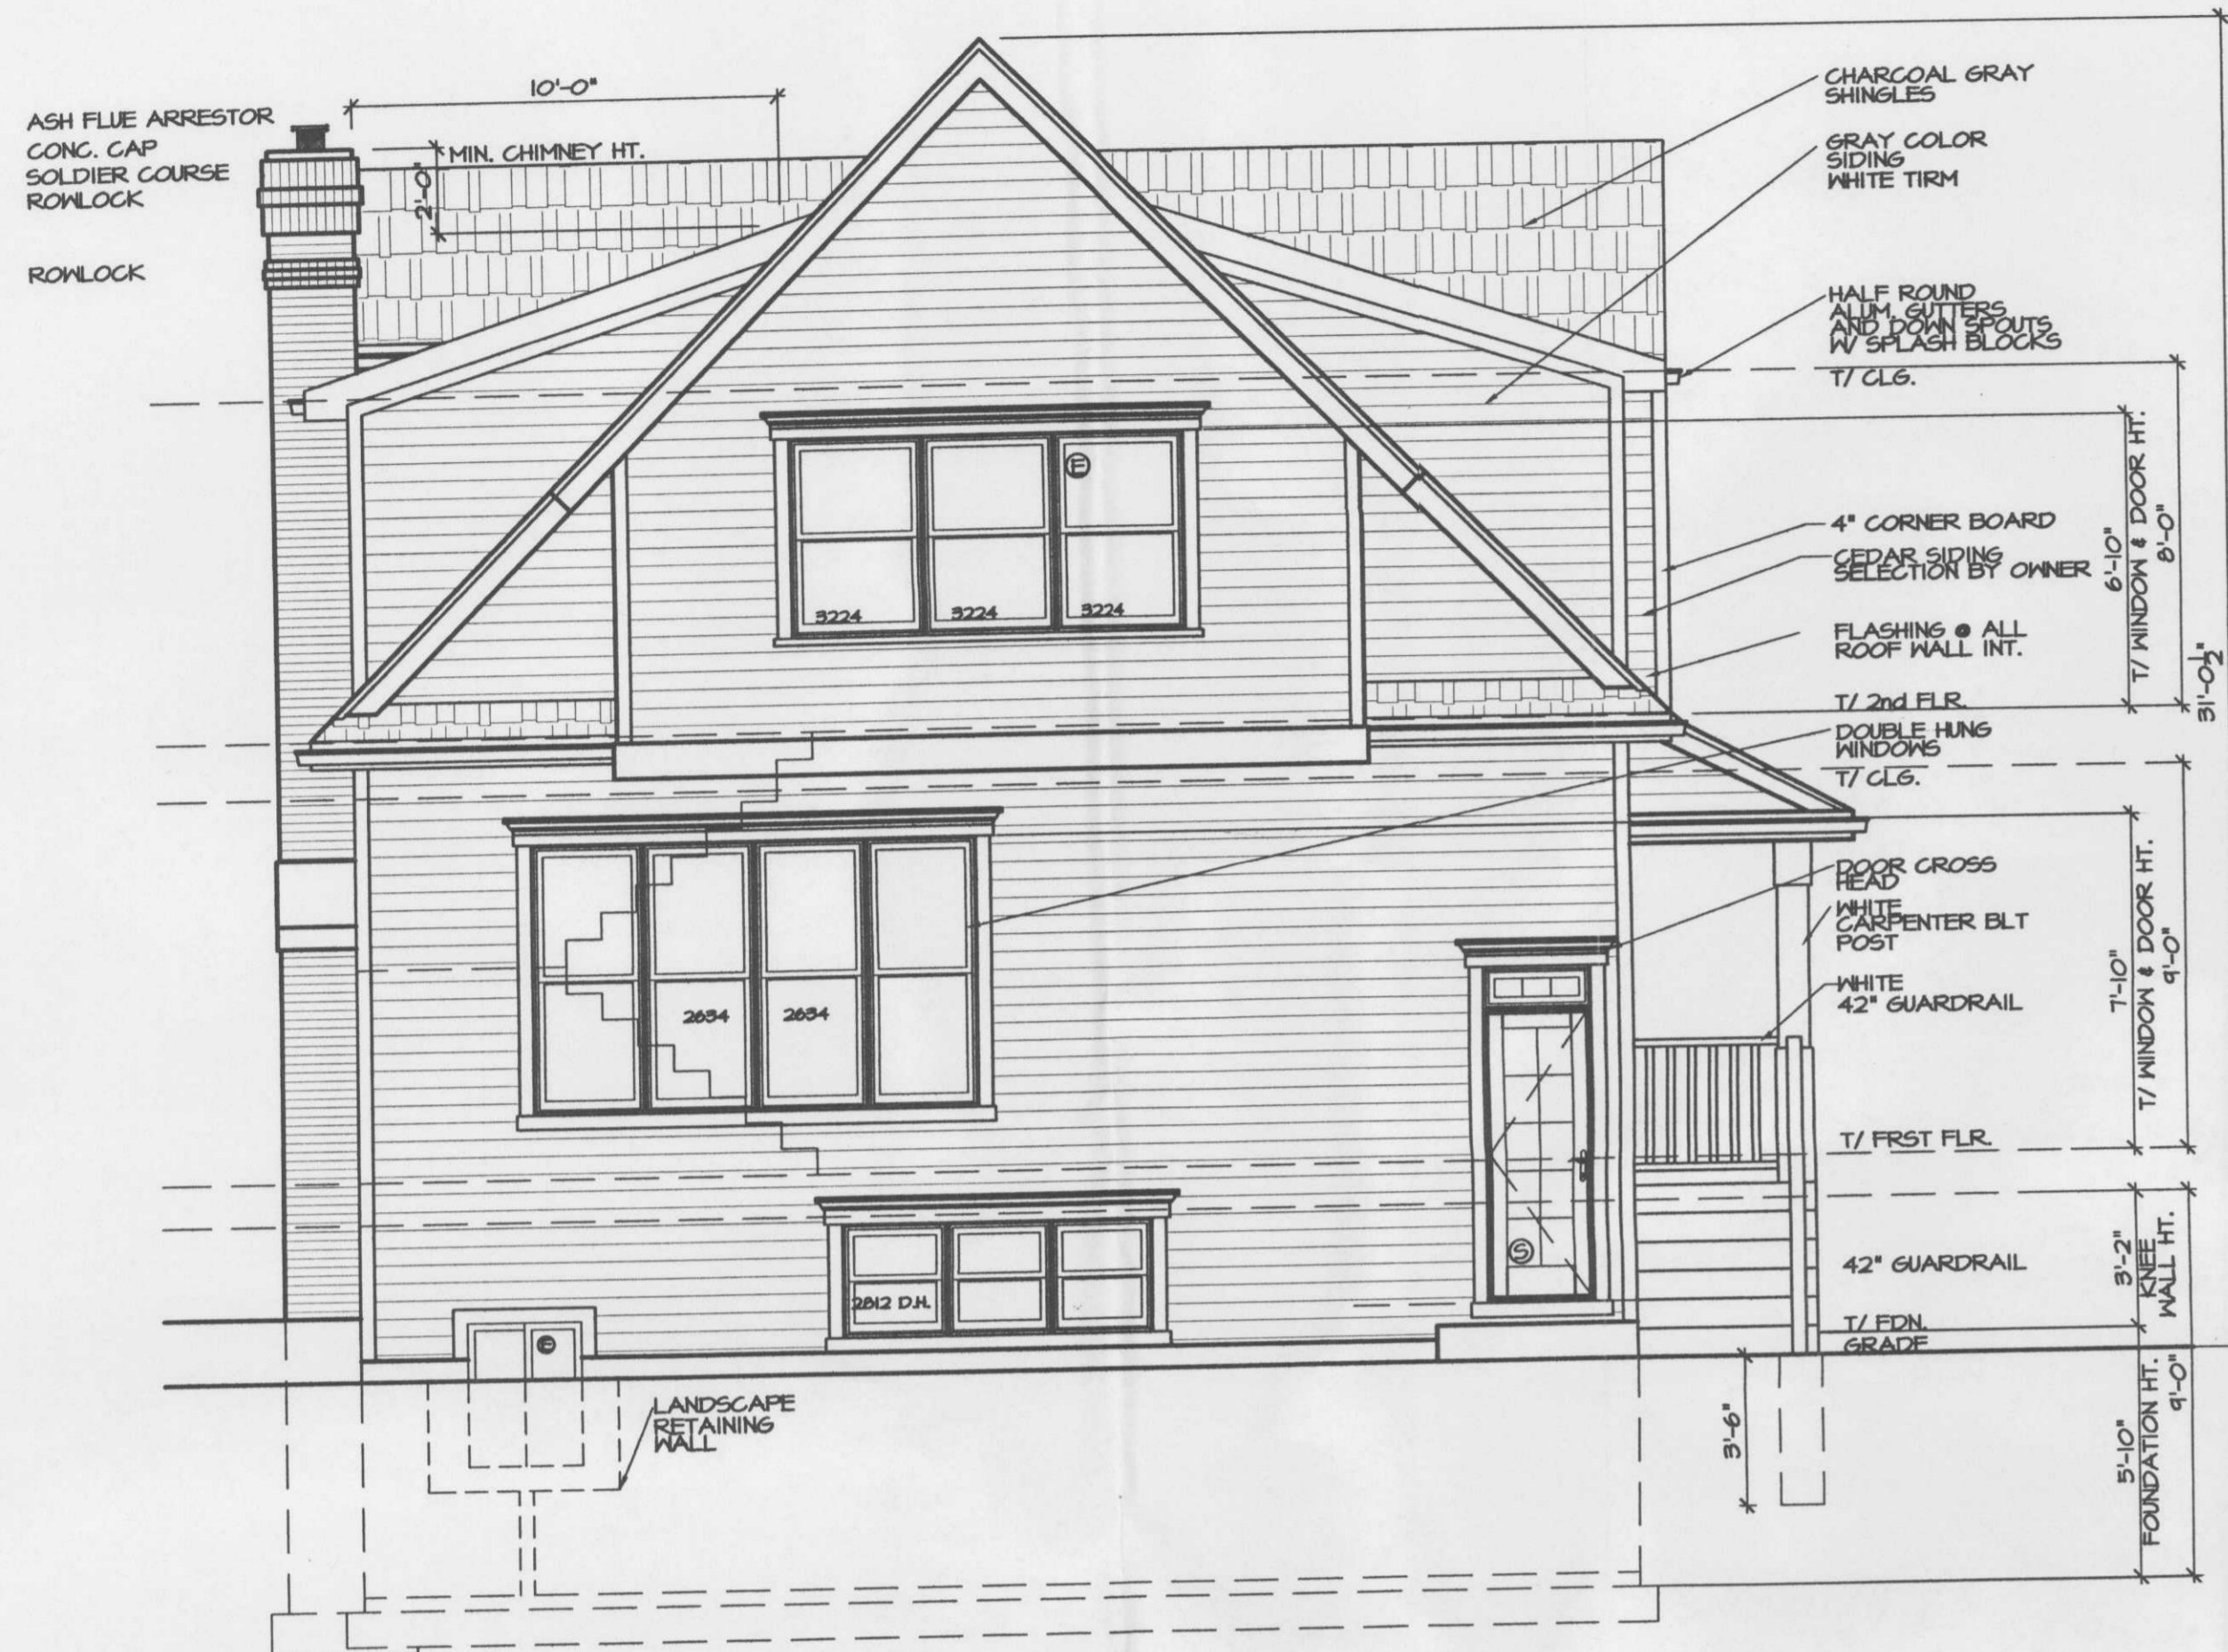 ASH FLUE ARRESTOR
CONC. CAP
SOLDIER COURSE
ROWLOCK
ROWLOCK
10'-0"
MIN. CHIMNEY HT.
2'-0"
CHARCOAL GRAY
SHINGLES
GRAY COLOR
SIDING
WHITE TIRM
HALF ROUND
ALUM. GUTTERS
AND DOWN SPOUTS
W/ SPLASH BLOCKS
T/ CLG.
4" CORNER BOARD
CEDAR SIDING
SELECTION BY OWNER
FLASHING @ ALL
ROOF WALL INT.
T/ 2nd FLR.
DOUBLE HUNG
WINDOWS
T/ CLG.
DOOR CROSS
HEAD
WHITE
CARPENTER BLT
POST
WHITE
42" GUARDRAIL
T/ FRST FLR.
42" GUARDRAIL
T/ FDN.
GRADE
6'-10"
T/ WINDOW & DOOR HT.
8'-0"
31'-0½"
7'-10"
T/ WINDOW & DOOR HT.
9'-0"
3'-2"
KNEE
WALL HT.
5'-10"
FOUNDATION HT.
9'-0"
3'-6"
E
3224
3224
3224
2634
2634
S
2812 D.H.
E
LANDSCAPE
RETAINING
WALL